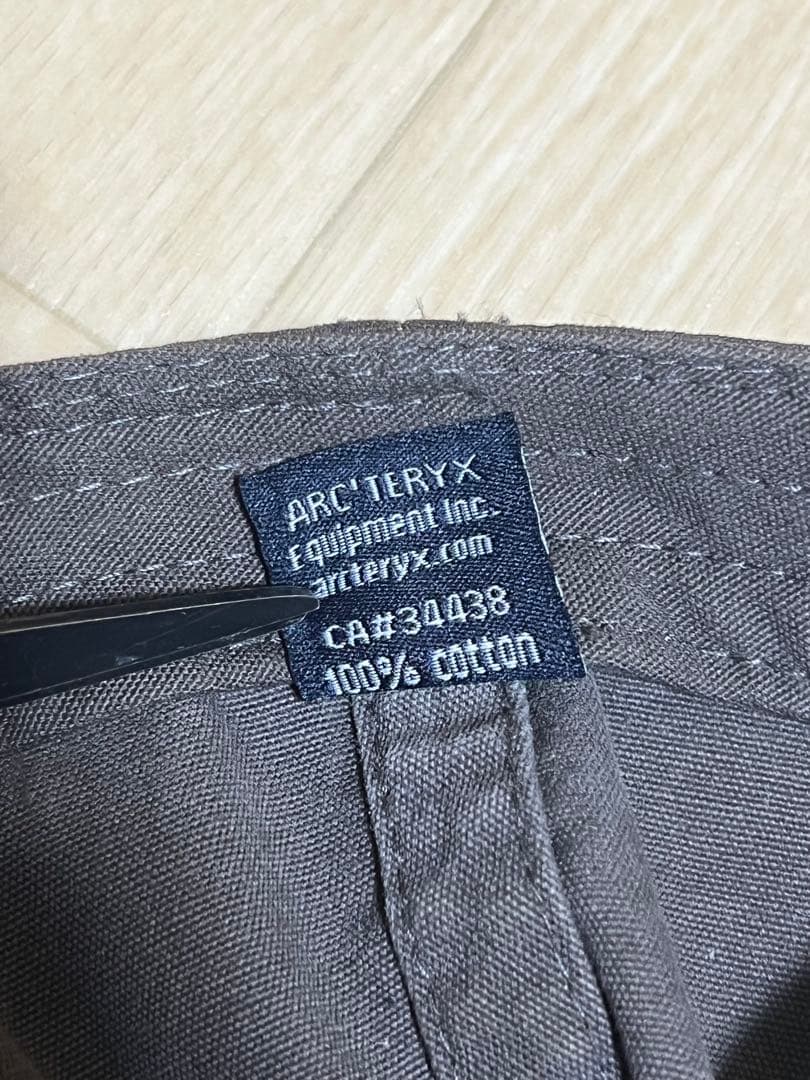 ARC'TERYX
Equipment Inc.
arcteryx.com
CA#34438
100% cotton